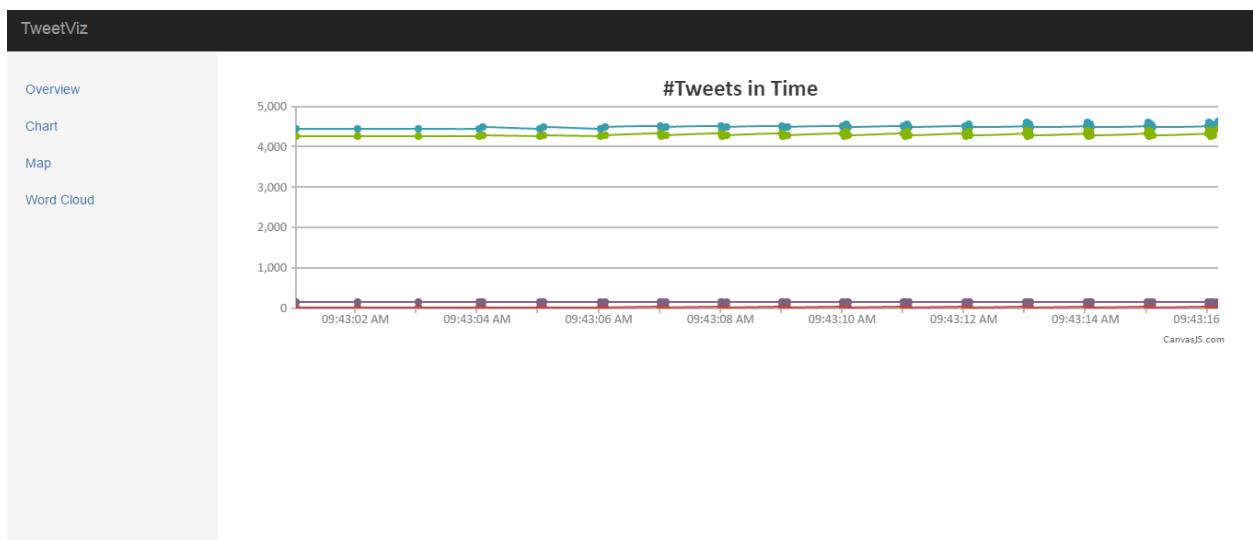 TweetViz
Overview
Chart
Map
Word Cloud
#Tweets in Time
5,000
4,000
3,000
2,000
1,000
0
09:43:02 AM 09:43:04 AM 09:43:06 AM 09:43:08 AM 09:43:10 AM 09:43:12 AM 09:43:14 AM 09:43:16
CanvasJS.com